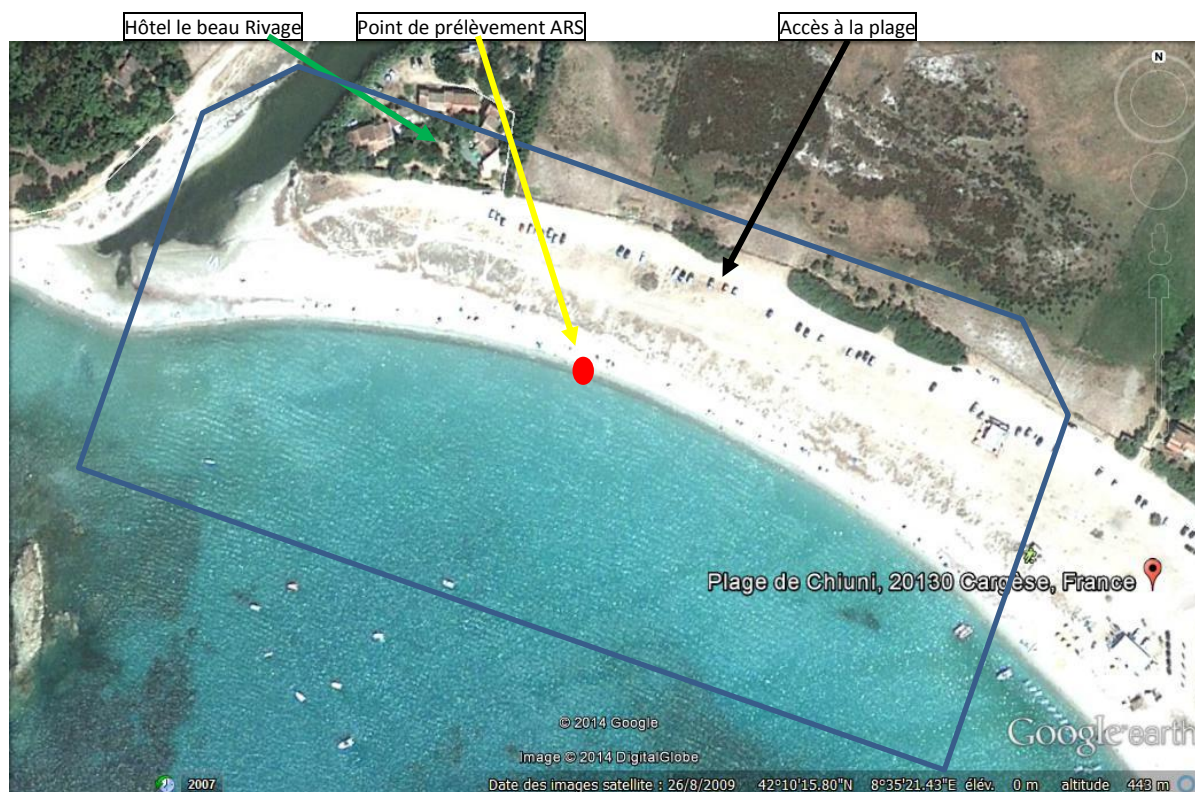 Hôtel le beau Rivage
Point de prélèvement ARS
Accès à la plage
N
Plage de Chiuni, 20130 Cargèse, France
© 2014 Google
Google earth
Image © 2014 DigitalGlobe
2007
Date des images satellite : 26/8/2009 42°10'15.80"N 8°35'21.43"E élév. 0 m altitude 443 m